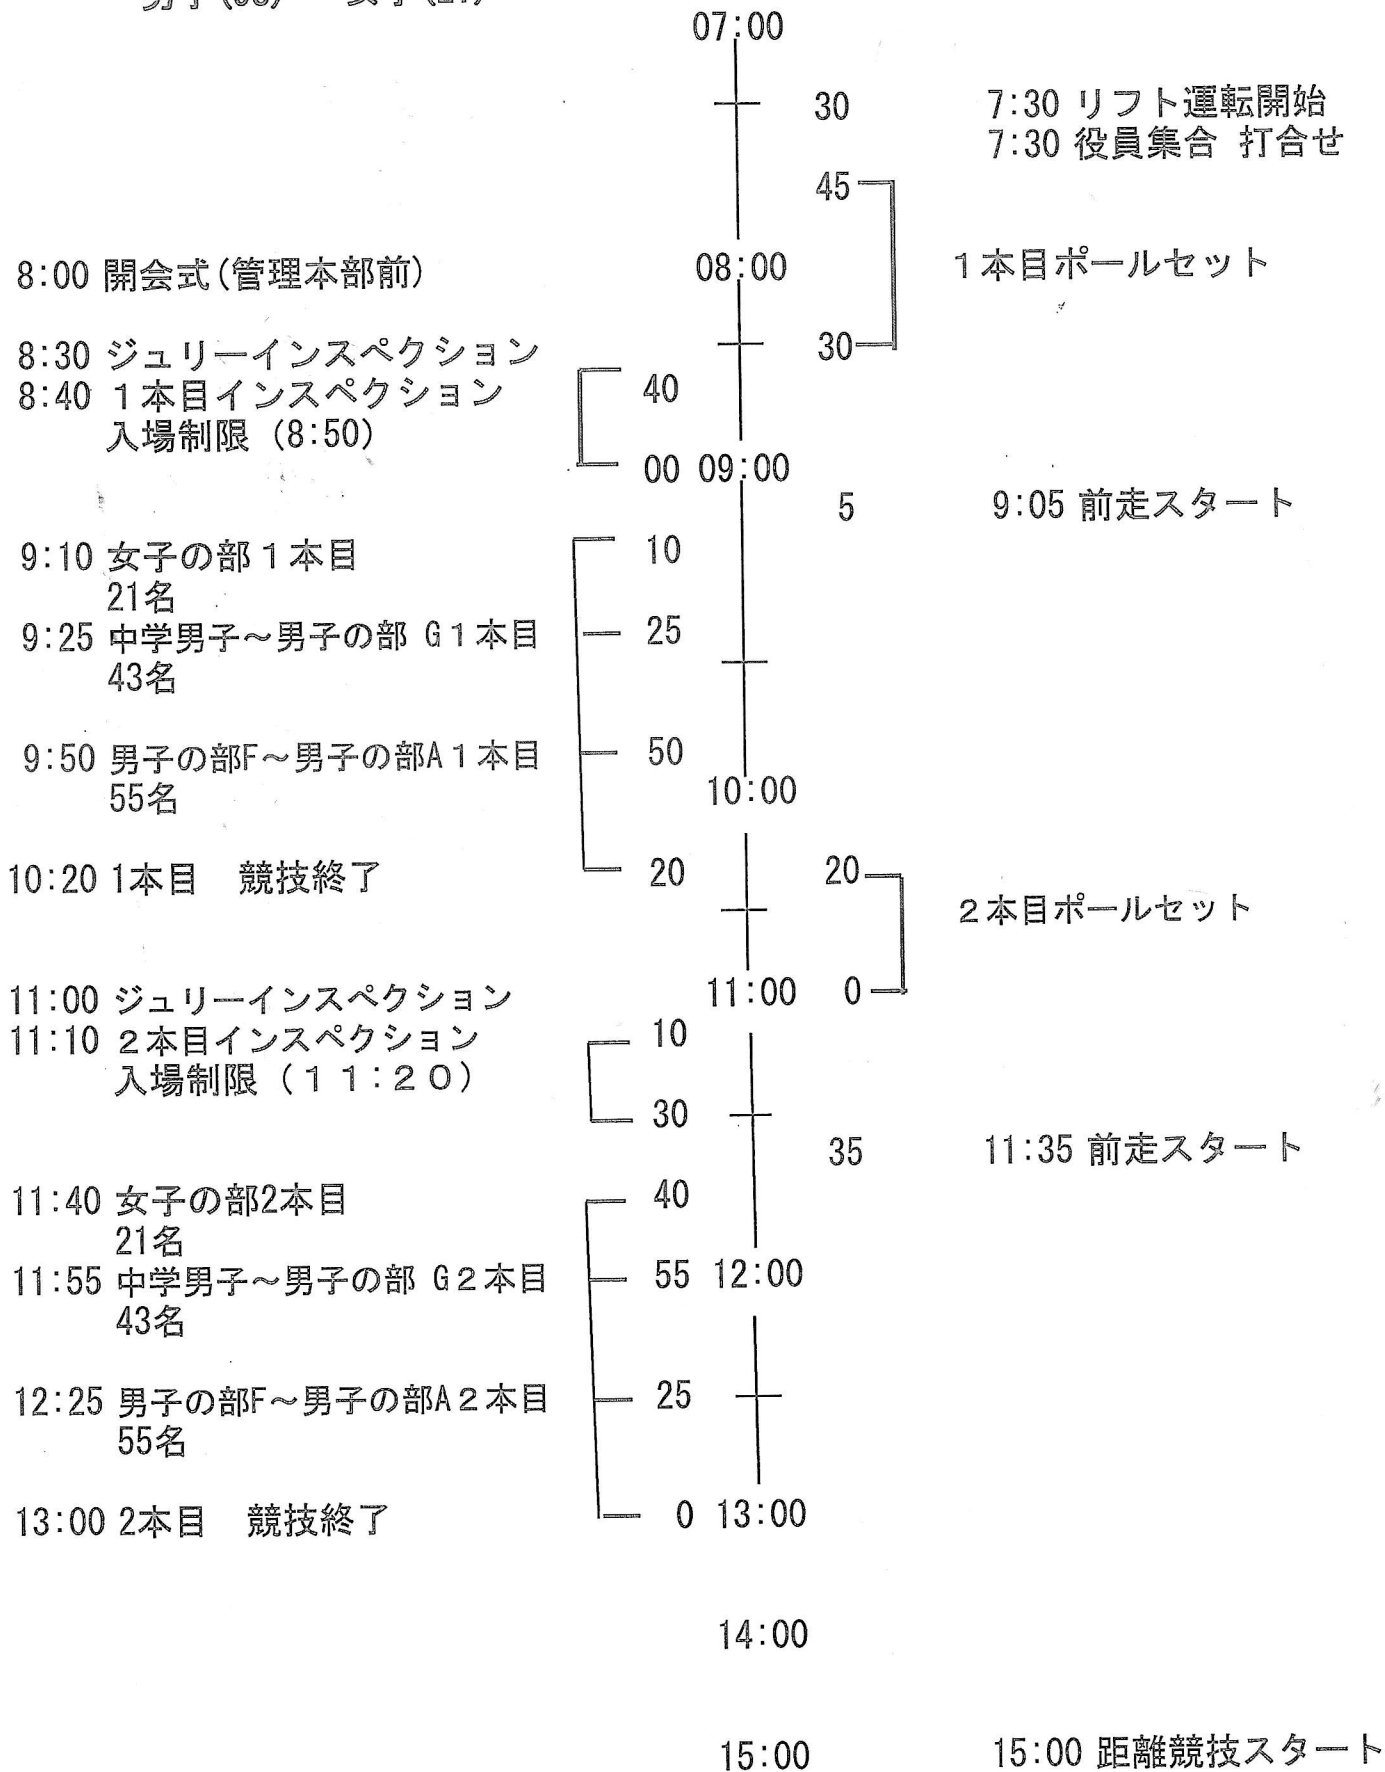 07:00
30 7:30 リフト運転開始
7:30 役員集合 打合せ
45
8:00 開会式(管理本部前) 08:00 1本目ポールセット
8:30 ジュリーインスペクション 30
8:40 1本目インスペクション 40
入場制限 (8:50)
00 09:00
5 9:05 前走スタート
9:10 女子の部1本目 10
21名
9:25 中学男子~男子の部 G1本目 25
43名
9:50 男子の部F~男子の部A1本目 50
55名 10:00
10:20 1本目 競技終了 20 20
2本目ポールセット
11:00 ジュリーインスペクション 11:00 0
11:10 2本目インスペクション 10
入場制限(11:20)
30
35 11:35 前走スタート
11:40 女子の部2本目 40
21名
11:55 中学男子~男子の部 G2本目 55 12:00
43名
12:25 男子の部F~男子の部A2本目 25
55名
13:00 2本目 競技終了 0 13:00
14:00
15:00 15:00 距離競技スタート